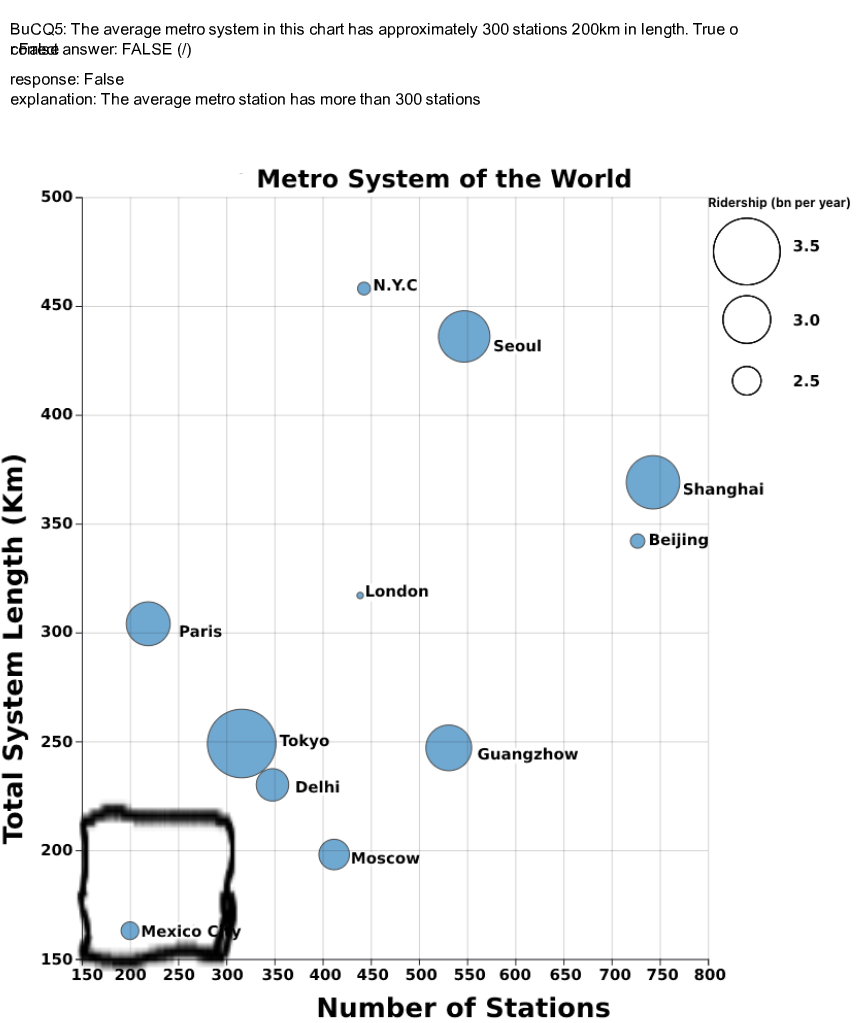 BuCQ5: The average metro system in this chart has approximately 300 stations 200km in length. True o
r False
correct answer: FALSE (/)
response: False
explanation: The average metro station has more than 300 stations
Metro System of the World
Ridership (bn per year)
3.5
3.0
2.5
Total System Length (Km)
500
450
400
350
300
250
200
150
N.Y.C
Seoul
Shanghai
Beijing
London
Paris
Tokyo
Guangzhow
Delhi
Moscow
Mexico City
150 200 250 300 350 400 450 500 550 600 650 700 750 800
Number of Stations